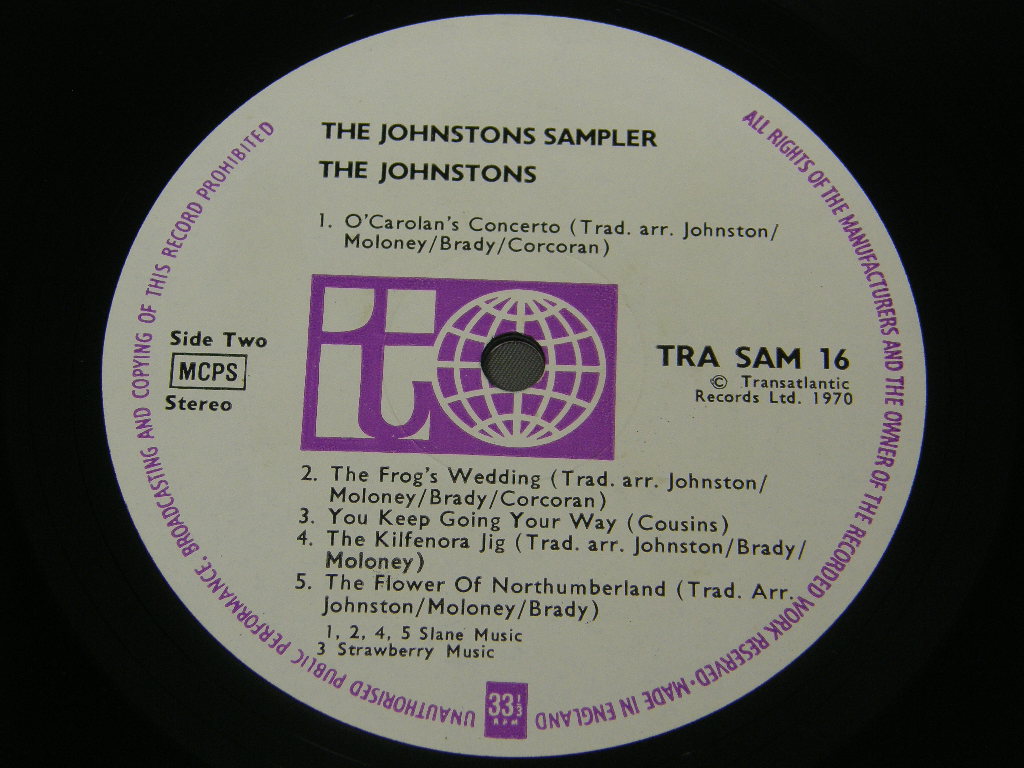 THE JOHNSTONS SAMPLER
THE JOHNSTONS
1. O'Carolan's Concerto (Trad. arr. Johnston/
Moloney/Brady/Corcoran)
Side Two
MCPS
Stereo
to
TRA SAM 16
© Transatlantic
Records Ltd. 1970
2. The Frog's Wedding (Trad. arr. Johnston/
Moloney/Brady/Corcoran)
3. You Keep Going Your Way (Cousins)
4. The Kilfenora Jig (Trad. arr. Johnston/Brady/
Moloney)
5. The Flower Of Northumberland (Trad. Arr.
Johnston/Moloney/Brady)
1, 2, 4, 5 Slane Music
3 Strawberry Music
33⅓
RPM
ALL RIGHTS OF THE MANUFACTURERS AND THE OWNER OF THE RECORDED WORK RESERVED·MADE IN ENGLAND
UNAUTHORISED PUBLIC PERFORMANCE, BROADCASTING AND COPYING OF THIS RECORD PROHIBITED